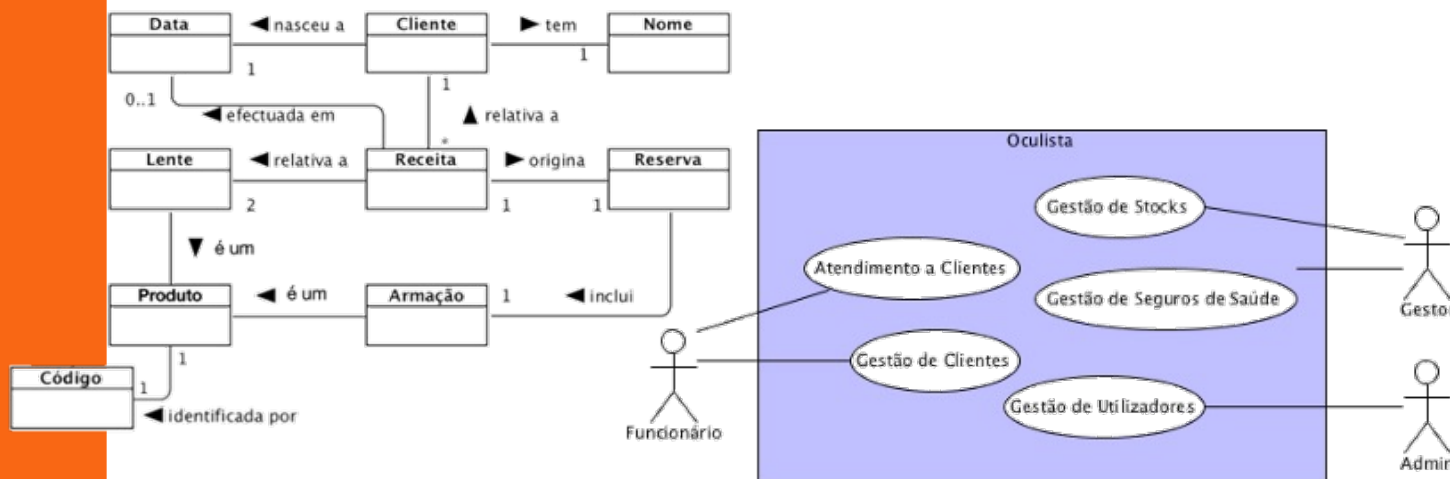 Data
◄ nasceu a
Cliente
► tem
Nome
1
1
0..1
1
◄ efectuada em
▲ relativa a
*
Lente
◄ relativa a
Receita
► origina
Reserva
2
1
1
▼ é um
Produto
◄ é um
Armação
1
◄ inclui
1
Código
1
◄ identificada por
Oculista
Gestão de Stocks
Atendimento a Clientes
Gestão de Seguros de Saúde
Gestão de Clientes
Gestão de Utilizadores
Funcionário
Gestor
Admin